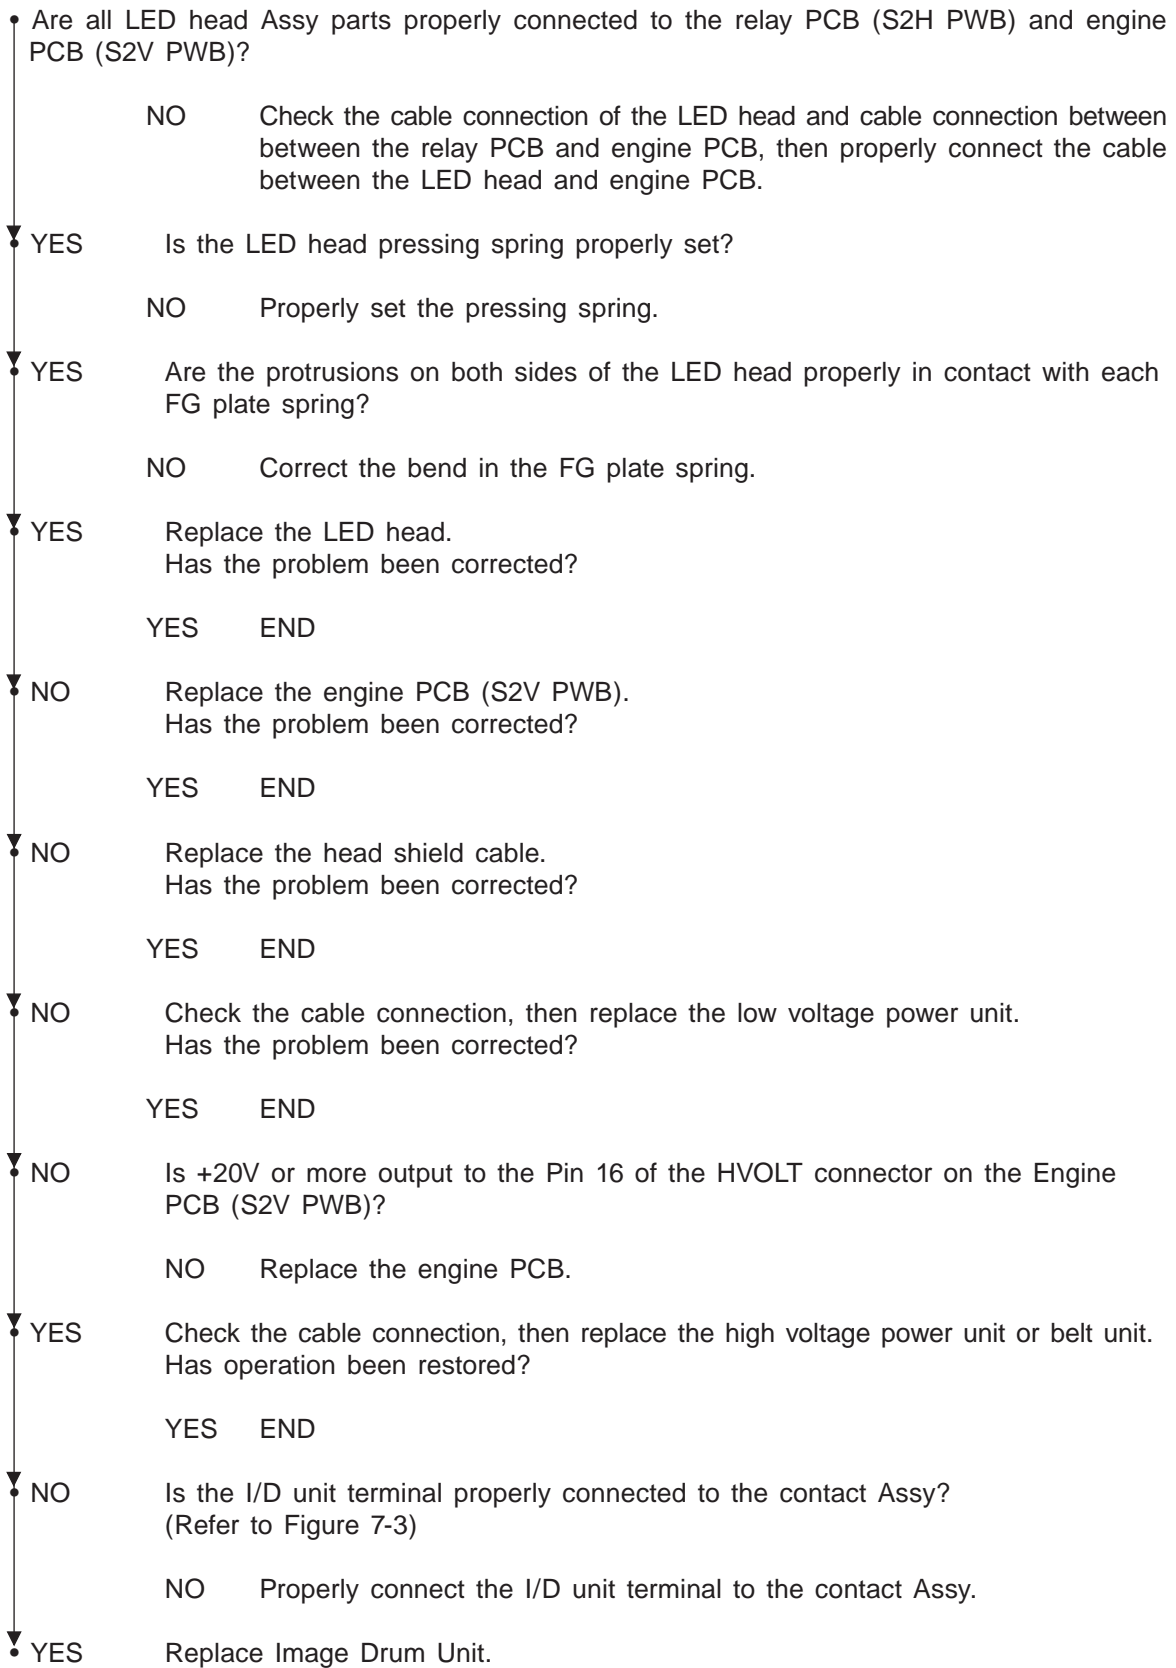 • Are all LED head Assy parts properly connected to the relay PCB (S2H PWB) and engine
PCB (S2V PWB)?
NO Check the cable connection of the LED head and cable connection between
between the relay PCB and engine PCB, then properly connect the cable
between the LED head and engine PCB.
• YES Is the LED head pressing spring properly set?
NO Properly set the pressing spring.
• YES Are the protrusions on both sides of the LED head properly in contact with each
FG plate spring?
NO Correct the bend in the FG plate spring.
• YES Replace the LED head.
Has the problem been corrected?
YES END
• NO Replace the engine PCB (S2V PWB).
Has the problem been corrected?
YES END
• NO Replace the head shield cable.
Has the problem been corrected?
YES END
• NO Check the cable connection, then replace the low voltage power unit.
Has the problem been corrected?
YES END
• NO Is +20V or more output to the Pin 16 of the HVOLT connector on the Engine
PCB (S2V PWB)?
NO Replace the engine PCB.
• YES Check the cable connection, then replace the high voltage power unit or belt unit.
Has operation been restored?
YES END
• NO Is the I/D unit terminal properly connected to the contact Assy?
(Refer to Figure 7-3)
NO Properly connect the I/D unit terminal to the contact Assy.
• YES Replace Image Drum Unit.